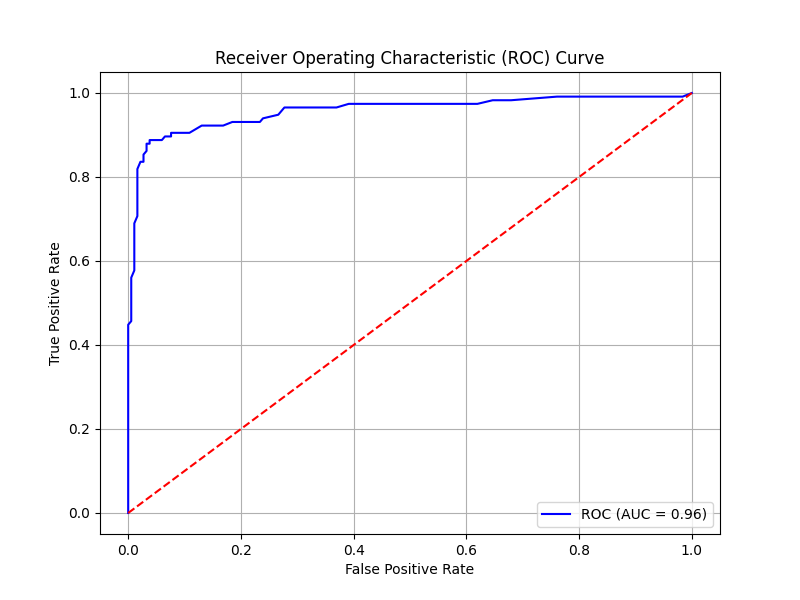 Receiver Operating Characteristic (ROC) Curve
1.0
0.8
0.6
0.4
0.2
0.0
True Positive Rate
ROC (AUC = 0.96)
0.0 0.2 0.4 0.6 0.8 1.0
False Positive Rate